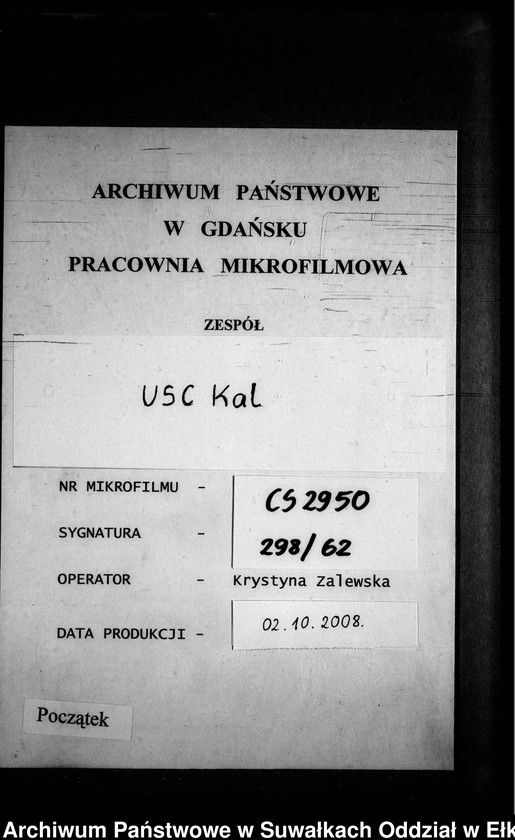 ARCHIWUM PAŃSTWOWE
W GDAŃSKU
PRACOWNIA MIKROFILMOWA
ZESPÓŁ
USC Kal
NR MIKROFILMU - CS 2950
SYGNATURA - 298/62
OPERATOR - Krystyna Zalewska
DATA PRODUKCJI - 02.10.2008.
Początek
Archiwum Państwowe w Suwałkach Oddział w Ełk